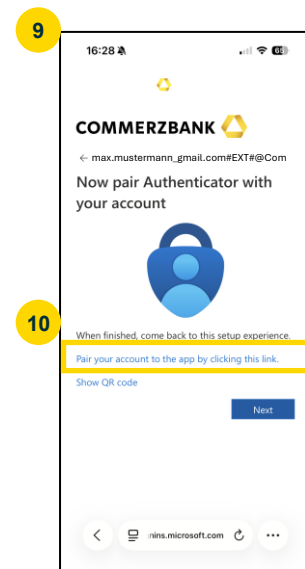 9
16:28
COMMERZBANK
← max.mustermann_gmail.com#EXT#@Com
Now pair Authenticator with
your account
10
When finished, come back to this setup experience.
Pair your account to the app by clicking this link.
Show QR code
Next
nins.microsoft.com